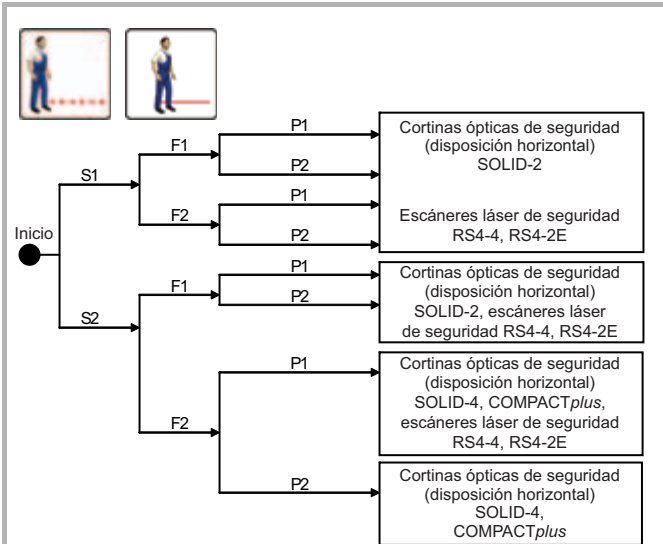 P1
Cortinas ópticas de seguridad
(disposición horizontal)
SOLID-2
F1
P2
S1
P1
Escáneres láser de seguridad
RS4-4, RS4-2E
F2
P2
Inicio
P1
Cortinas ópticas de seguridad
(disposición horizontal)
SOLID-2, escáneres láser
de seguridad RS4-4, RS4-2E
F1
P2
S2
P1
Cortinas ópticas de seguridad
(disposición horizontal)
SOLID-4, COMPACTplus,
escáneres láser de seguridad
RS4-4, RS4-2E
F2
P2
Cortinas ópticas de seguridad
(disposición horizontal)
SOLID-4,
COMPACTplus